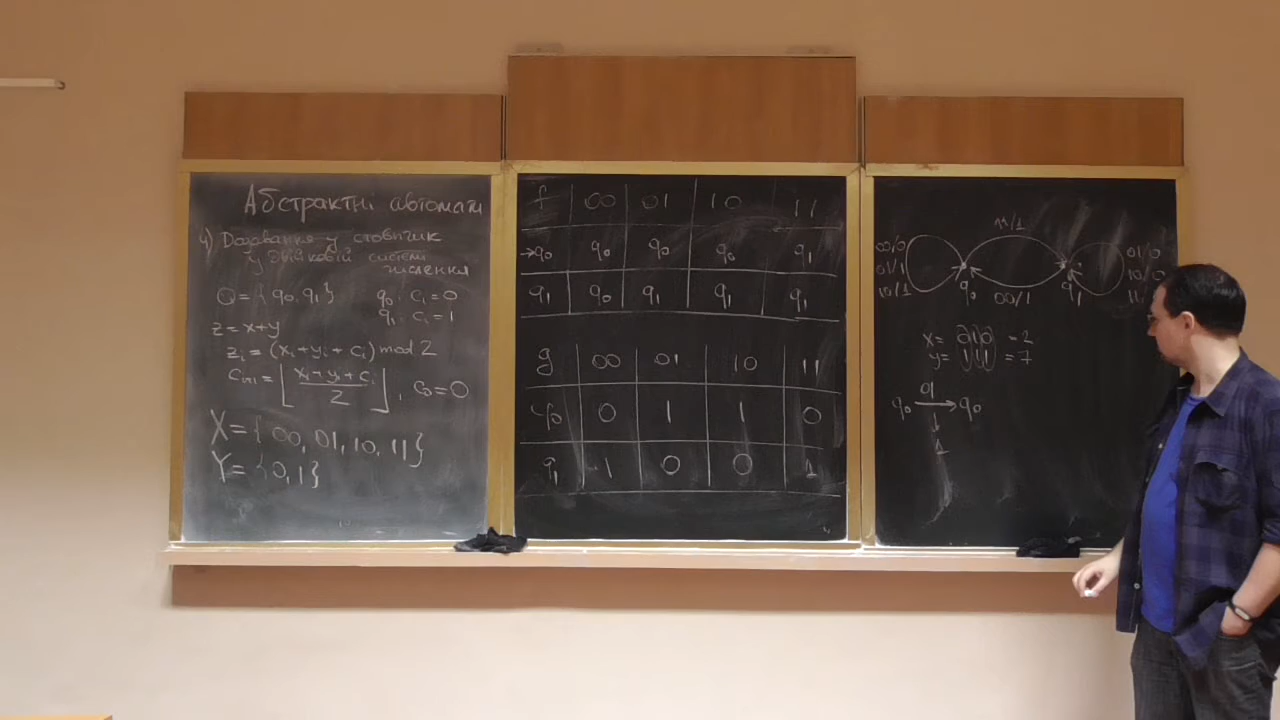 Абстрактні автомати
4) Додавання у стовпчик
у двійковій системі
числення
Q = {q₀, q₁} q₀: cᵢ = 0
q₁: cᵢ = 1
z = x+y
zᵢ = (xᵢ + yᵢ + cᵢ) mod 2
cᵢ₊₁ = ⌊(xᵢ + yᵢ + cᵢ)/2⌋, c₀ = 0
X = {00, 01, 10, 11}
Y = {0, 1}
f 00 01 10 11
→q₀ q₀ q₀ q₀ q₁
q₁ q₀ q₁ q₁ q₁
g 00 01 10 11
q₀ 0 1 1 0
q₁ 1 0 0 1
11/1
00/0
01/1
10/1
q₀ 00/1 q₁
01/0
10/0
x = 010 = 2
y = 111 = 7
01
q₀ → q₀
↓
1